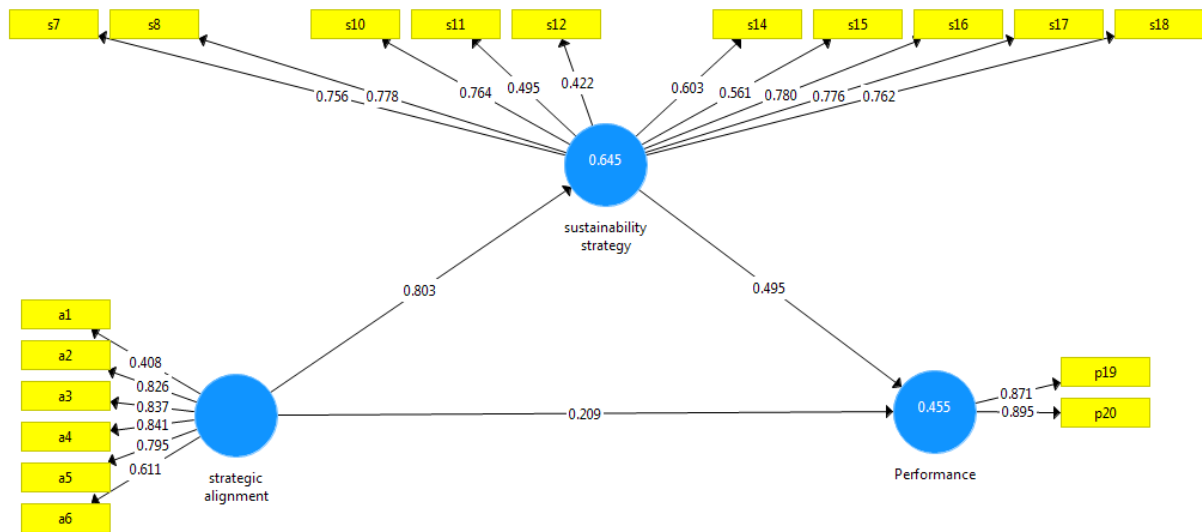 s7
s8
s10
s11
s12
s14
s15
s16
s17
s18
0.756
0.778
0.764
0.495
0.422
0.603
0.561
0.780
0.776
0.762
0.645
sustainability
strategy
0.803
0.495
a1
a2
a3
a4
a5
a6
0.408
0.826
0.837
0.841
0.795
0.611
strategic
alignment
0.209
0.455
Performance
0.871
0.895
p19
p20